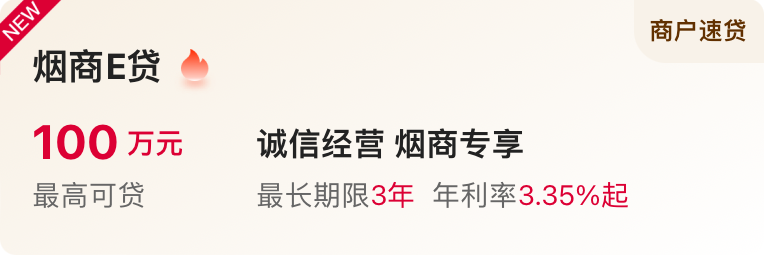 NEW
商户速贷
烟商E贷
100 万元
诚信经营 烟商专享
最高可贷
最长期限3年 年利率3.35%起